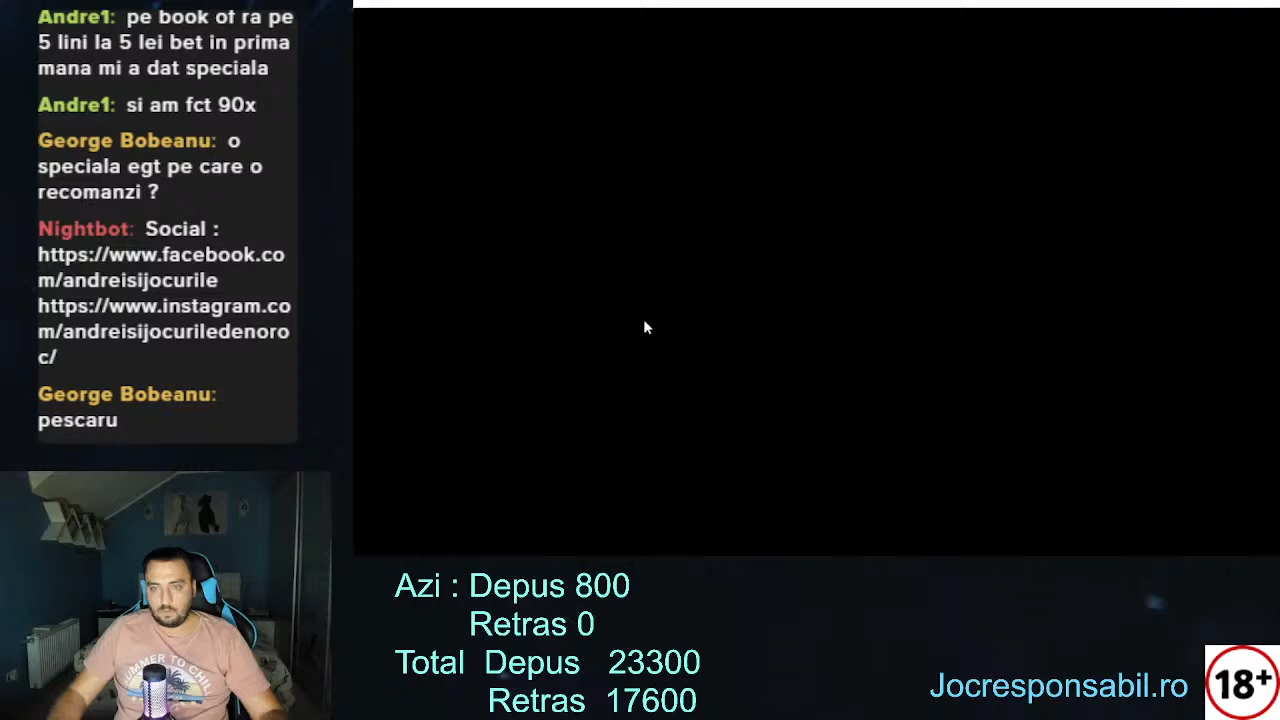 Andre1: pe book of ra pe
5 lini la 5 lei bet in prima
mana mi a dat speciala
Andre1: si am fct 90x
George Bobeanu: o
speciala egt pe care o
recomanzi ?
Nightbot: Social :
https://www.facebook.co
m/andreisijocurile
https://www.instagram.co
m/andreisijocuriledenoro
c/
George Bobeanu:
pescaru
SUMMER TO CHILL
Azi : Depus 800
Retras 0
Total Depus 23300
Retras 17600
Jocresponsabil.ro
18+